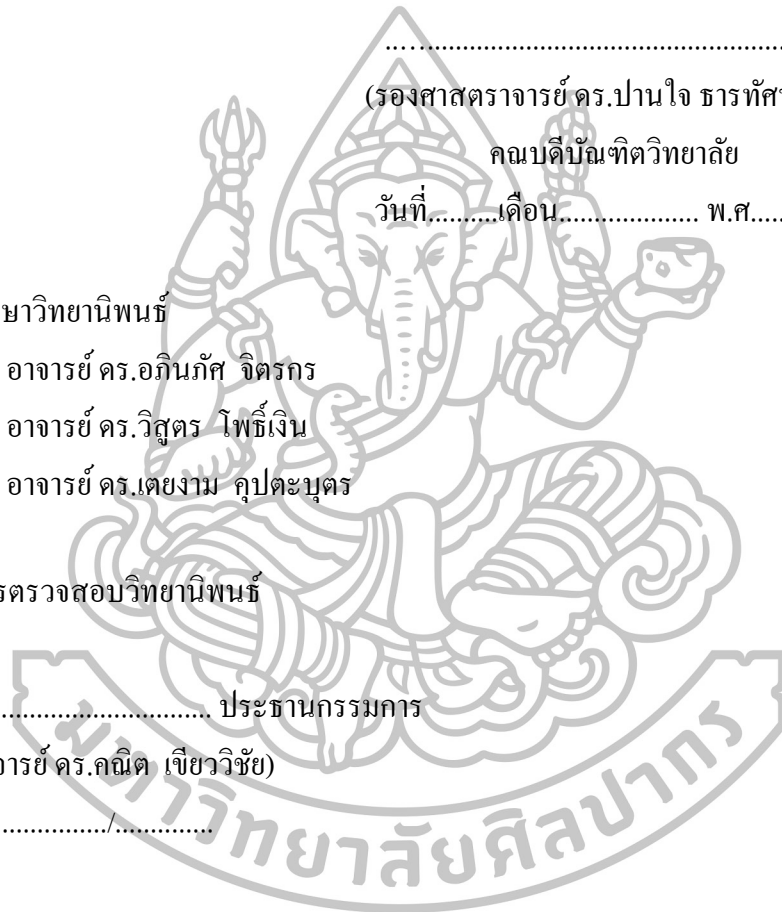 .......................................................
(รองศาสตราจารย์ ดร.ปานใจ ธารทัศ
คณบดีบัณฑิตวิทยาลัย
วันที่..........เดือน.................... พ.ศ.....
ษาวิทยานิพนธ์
อาจารย์ ดร.อภินภัศ จิตรกร
อาจารย์ ดร.วิสูตร โพธิ์เงิน
อาจารย์ ดร.เตยงาม คุปตะบุตร
รตรวจสอบวิทยานิพนธ์
.............................. ประธานกรรมการ
ารย์ ดร.คณิต เขียววิชัย)
.............../..............
มหาวิทยาลัยศิลปากร